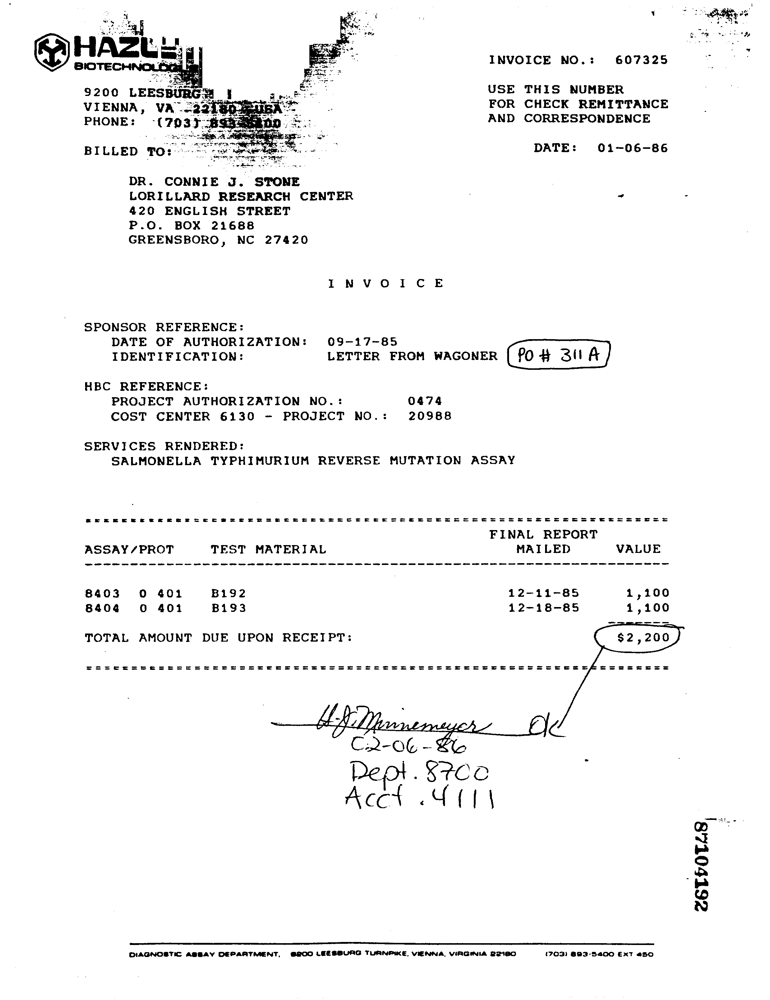 BIOTECHNOLOGIES
INVOICE NO.: 607325
9200 LEESBURG
USE THIS NUMBER
VIENNA, VA 22180 USA
FOR CHECK REMITTANCE
PHONE: (703) 893-5400
AND CORRESPONDENCE
BILLED TO:
DATE: 01-06-86
DR. CONNIE J. STONE
LORILLARD RESEARCH CENTER
420 ENGLISH STREET
P.O. BOX 21688
GREENSBORO, NC 27420
I N V O I C E
SPONSOR REFERENCE:
DATE OF AUTHORIZATION: 09-17-85
IDENTIFICATION: LETTER FROM WAGONER PO # 311 A
HBC REFERENCE:
PROJECT AUTHORIZATION NO.: 0474
COST CENTER 6130 - PROJECT NO.: 20988
SERVICES RENDERED:
SALMONELLA TYPHIMURIUM REVERSE MUTATION ASSAY
FINAL REPORT
ASSAY/PROT TEST MATERIAL MAILED VALUE
8403 0 401 B192 12-11-85 1,100
8404 0 401 B193 12-18-85 1,100
TOTAL AMOUNT DUE UPON RECEIPT: $2,200
H.J. Minnemeyer OK
02-06-86
Dept. 8700
Acct. 4111
87104192
DIAGNOSTIC ASSAY DEPARTMENT, 9200 LEESBURG TURNPIKE, VIENNA, VIRGINIA 22180 (703) 893-5400 EXT 450